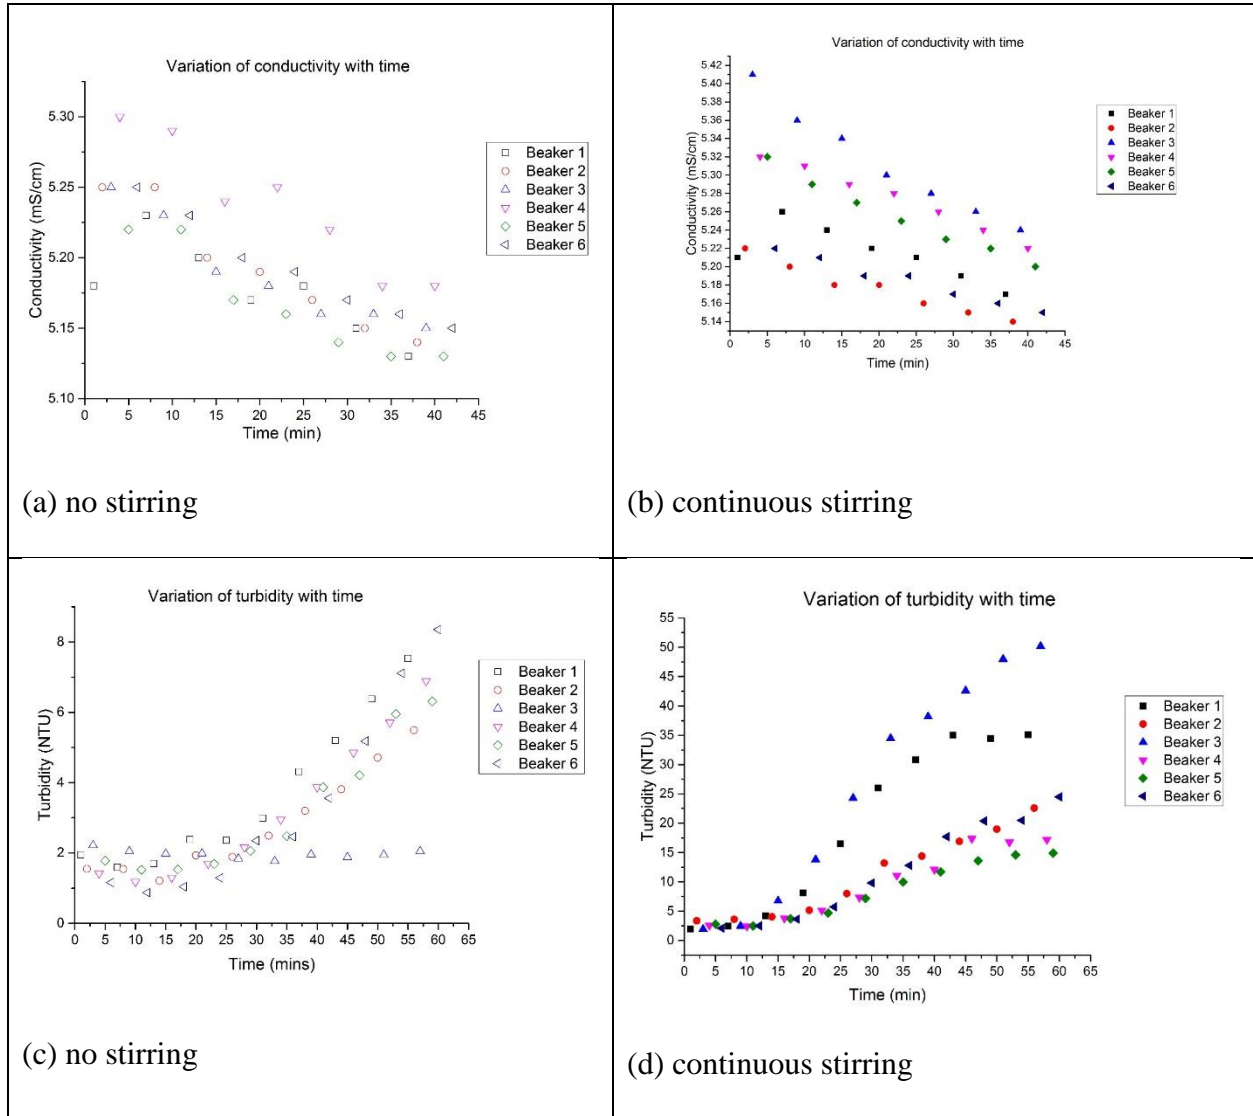 Variation of conductivity with time
5.30
5.25
5.20
5.15
5.10
Conductivity (mS/cm)
0 5 10 15 20 25 30 35 40 45
Time (min)
Beaker 1
Beaker 2
Beaker 3
Beaker 4
Beaker 5
Beaker 6
(a) no stirring
Variation of conductivity with time
5.42
5.40
5.38
5.36
5.34
5.32
5.30
5.28
5.26
5.24
5.22
5.20
5.18
5.16
5.14
Conductivity (mS/cm)
0 5 10 15 20 25 30 35 40 45
Time (min)
Beaker 1
Beaker 2
Beaker 3
Beaker 4
Beaker 5
Beaker 6
(b) continuous stirring
Variation of turbidity with time
8
6
4
2
0
Turbidity (NTU)
0 5 10 15 20 25 30 35 40 45 50 55 60 65
Time (mins)
Beaker 1
Beaker 2
Beaker 3
Beaker 4
Beaker 5
Beaker 6
(c) no stirring
Variation of turbidity with time
55
50
45
40
35
30
25
20
15
10
5
0
Turbidity (NTU)
0 5 10 15 20 25 30 35 40 45 50 55 60 65
Time (min)
Beaker 1
Beaker 2
Beaker 3
Beaker 4
Beaker 5
Beaker 6
(d) continuous stirring